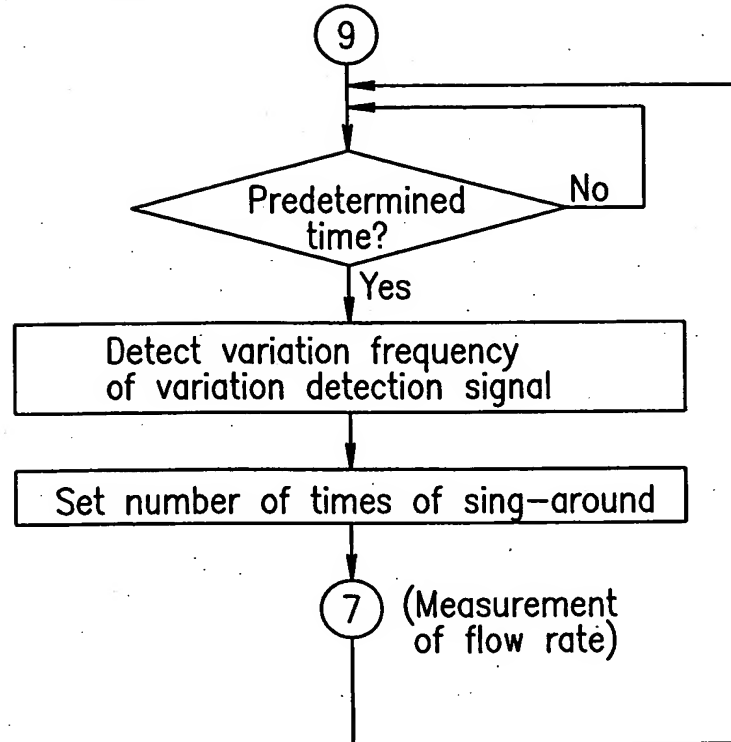 9
Predetermined
time?
No
Yes
Detect variation frequency
of variation detection signal
Set number of times of sing-around
7
(Measurement
of flow rate)